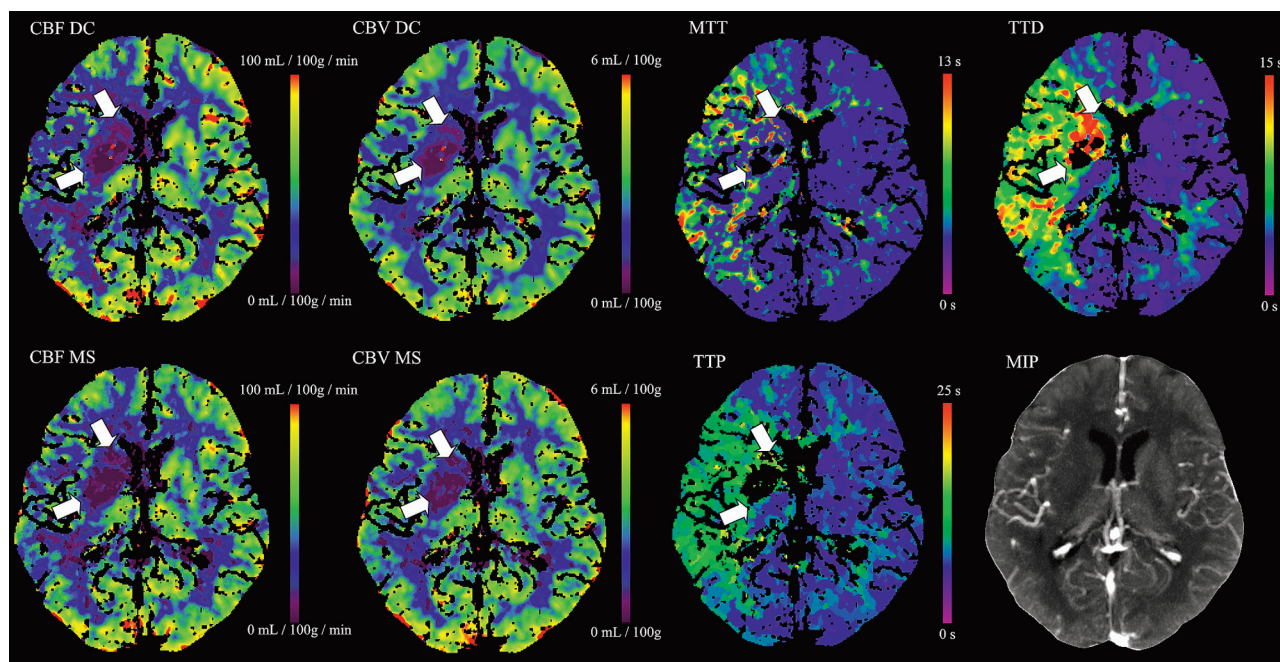 CBF DC
100 mL / 100g / min
0 mL / 100g / min
CBV DC
6 mL / 100g
0 mL / 100g
MTT
13 s
0 s
TTD
15 s
0 s
CBF MS
100 mL / 100g / min
0 mL / 100g / min
CBV MS
6 mL / 100g
0 mL / 100g
TTP
25 s
0 s
MIP